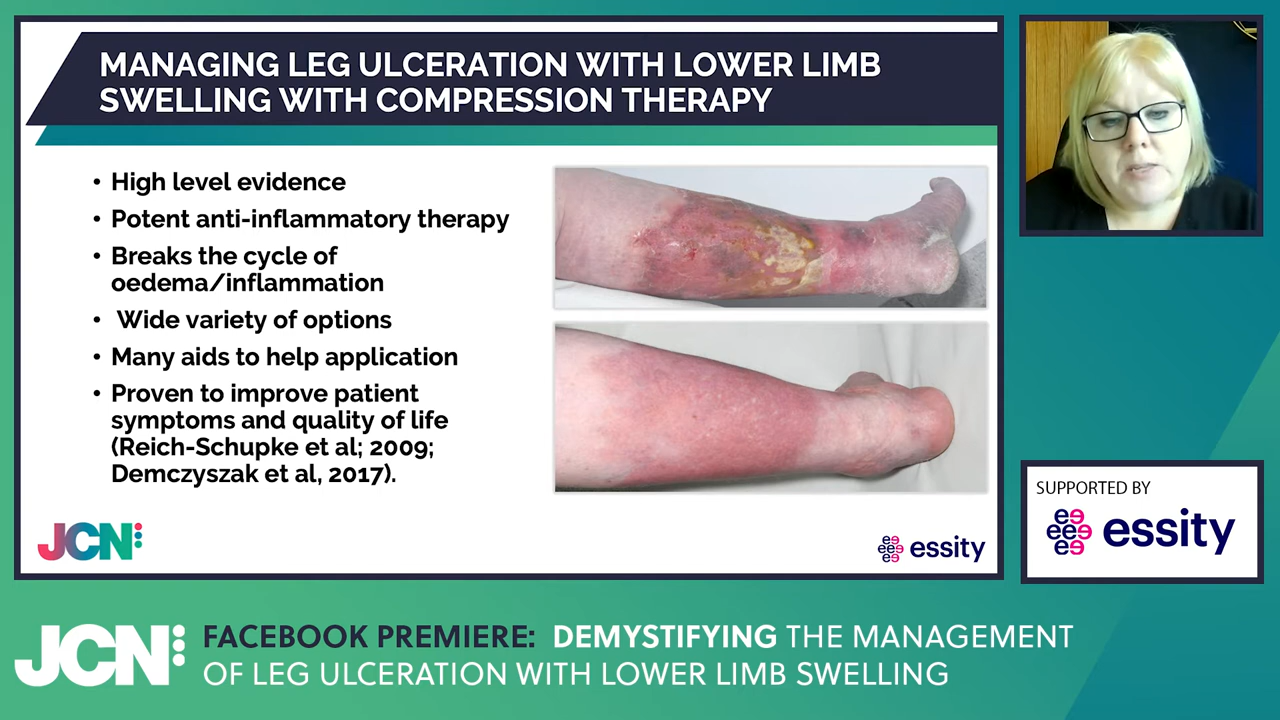 MANAGING LEG ULCERATION WITH LOWER LIMB
SWELLING WITH COMPRESSION THERAPY
• High level evidence
• Potent anti-inflammatory therapy
• Breaks the cycle of
oedema/inflammation
• Wide variety of options
• Many aids to help application
• Proven to improve patient
symptoms and quality of life
(Reich-Schupke et al; 2009;
Demczyszak et al, 2017).
JCN
essity
SUPPORTED BY
essity
JCN
FACEBOOK PREMIERE: DEMYSTIFYING THE MANAGEMENT
OF LEG ULCERATION WITH LOWER LIMB SWELLING